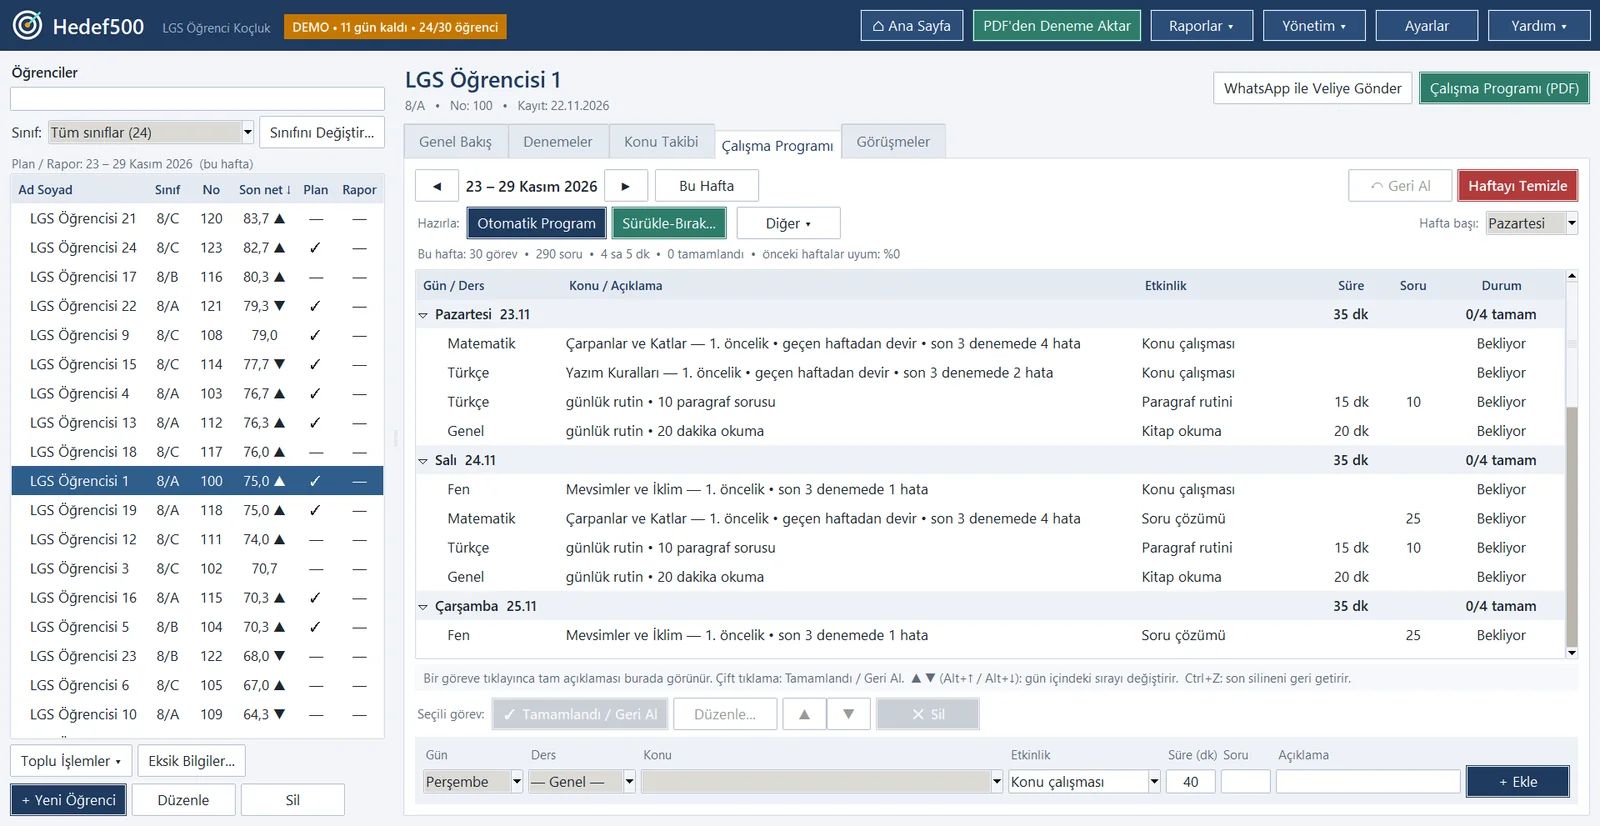 Hedef500 LGS Öğrenci Koçluk DEMO • 11 gün kaldı • 24/30 öğrenci Ana Sayfa PDF'den Deneme Aktar Raporlar ▾ Yönetim ▾ Ayarlar Yardım ▾
Öğrenciler
Sınıf: Tüm sınıflar (24) Sınıfını Değiştir...
Plan / Rapor: 23 – 29 Kasım 2026 (bu hafta)
Ad Soyad Sınıf No Son net ↓ Plan Rapor
LGS Öğrencisi 21 8/C 120 83,7 ▲ — —
LGS Öğrencisi 24 8/C 123 82,7 ▲ ✓ —
LGS Öğrencisi 17 8/B 116 80,3 ▲ — —
LGS Öğrencisi 22 8/A 121 79,3 ▼ ✓ —
LGS Öğrencisi 9 8/C 108 79,0 ✓ —
LGS Öğrencisi 15 8/C 114 77,7 ▼ ✓ —
LGS Öğrencisi 4 8/A 103 76,7 ▲ ✓ —
LGS Öğrencisi 13 8/A 112 76,3 ▲ ✓ —
LGS Öğrencisi 18 8/C 117 76,0 ▲ — —
LGS Öğrencisi 1 8/A 100 75,0 ▲ ✓ —
LGS Öğrencisi 19 8/A 118 75,0 ▲ ✓ —
LGS Öğrencisi 12 8/C 111 74,0 ▲ — —
LGS Öğrencisi 3 8/C 102 70,7 — —
LGS Öğrencisi 16 8/A 115 70,3 ▲ ✓ —
LGS Öğrencisi 5 8/B 104 70,3 ▲ ✓ —
LGS Öğrencisi 23 8/B 122 68,0 ▼ — —
LGS Öğrencisi 6 8/C 105 67,0 ▲ — —
LGS Öğrencisi 10 8/A 109 64,3 ▼ — —
Toplu İşlemler ▾ Eksik Bilgiler...
+ Yeni Öğrenci Düzenle Sil
LGS Öğrencisi 1
8/A • No: 100 • Kayıt: 22.11.2026
WhatsApp ile Veliye Gönder Çalışma Programı (PDF)
Genel Bakış Denemeler Konu Takibi Çalışma Programı Görüşmeler
◄ 23 – 29 Kasım 2026 ► Bu Hafta ↶ Geri Al Haftayı Temizle
Hazırla: Otomatik Program Sürükle-Bırak... Diğer ▾ Hafta başı: Pazartesi
Bu hafta: 30 görev • 290 soru • 4 sa 5 dk • 0 tamamlandı • önceki haftalar uyum: %0
Gün / Ders Konu / Açıklama Etkinlik Süre Soru Durum
Pazartesi 23.11 35 dk 0/4 tamam
Matematik Çarpanlar ve Katlar — 1. öncelik • geçen haftadan devir • son 3 denemede 4 hata Konu çalışması Bekliyor
Türkçe Yazım Kuralları — 1. öncelik • geçen haftadan devir • son 3 denemede 2 hata Konu çalışması Bekliyor
Türkçe günlük rutin • 10 paragraf sorusu Paragraf rutini 15 dk 10 Bekliyor
Genel günlük rutin • 20 dakika okuma Kitap okuma 20 dk Bekliyor
Salı 24.11 35 dk 0/4 tamam
Fen Mevsimler ve İklim — 1. öncelik • son 3 denemede 1 hata Konu çalışması Bekliyor
Matematik Çarpanlar ve Katlar — 1. öncelik • geçen haftadan devir • son 3 denemede 4 hata Soru çözümü 25 Bekliyor
Türkçe günlük rutin • 10 paragraf sorusu Paragraf rutini 15 dk 10 Bekliyor
Genel günlük rutin • 20 dakika okuma Kitap okuma 20 dk Bekliyor
Çarşamba 25.11 35 dk 0/4 tamam
Fen Mevsimler ve İklim — 1. öncelik • son 3 denemede 1 hata Soru çözümü 25 Bekliyor
Bir göreve tıklayınca tam açıklaması burada görünür. Çift tıklama: Tamamlandı / Geri Al. ▲▼ (Alt+↑ / Alt+↓): gün içindeki sırayı değiştirir. Ctrl+Z: son silineni geri getirir.
Seçili görev: ✓ Tamamlandı / Geri Al Düzenle... ▲ ▼ ✕ Sil
Gün Ders Konu Etkinlik Süre (dk) Soru Açıklama
Perşembe — Genel — Konu çalışması 40 + Ekle